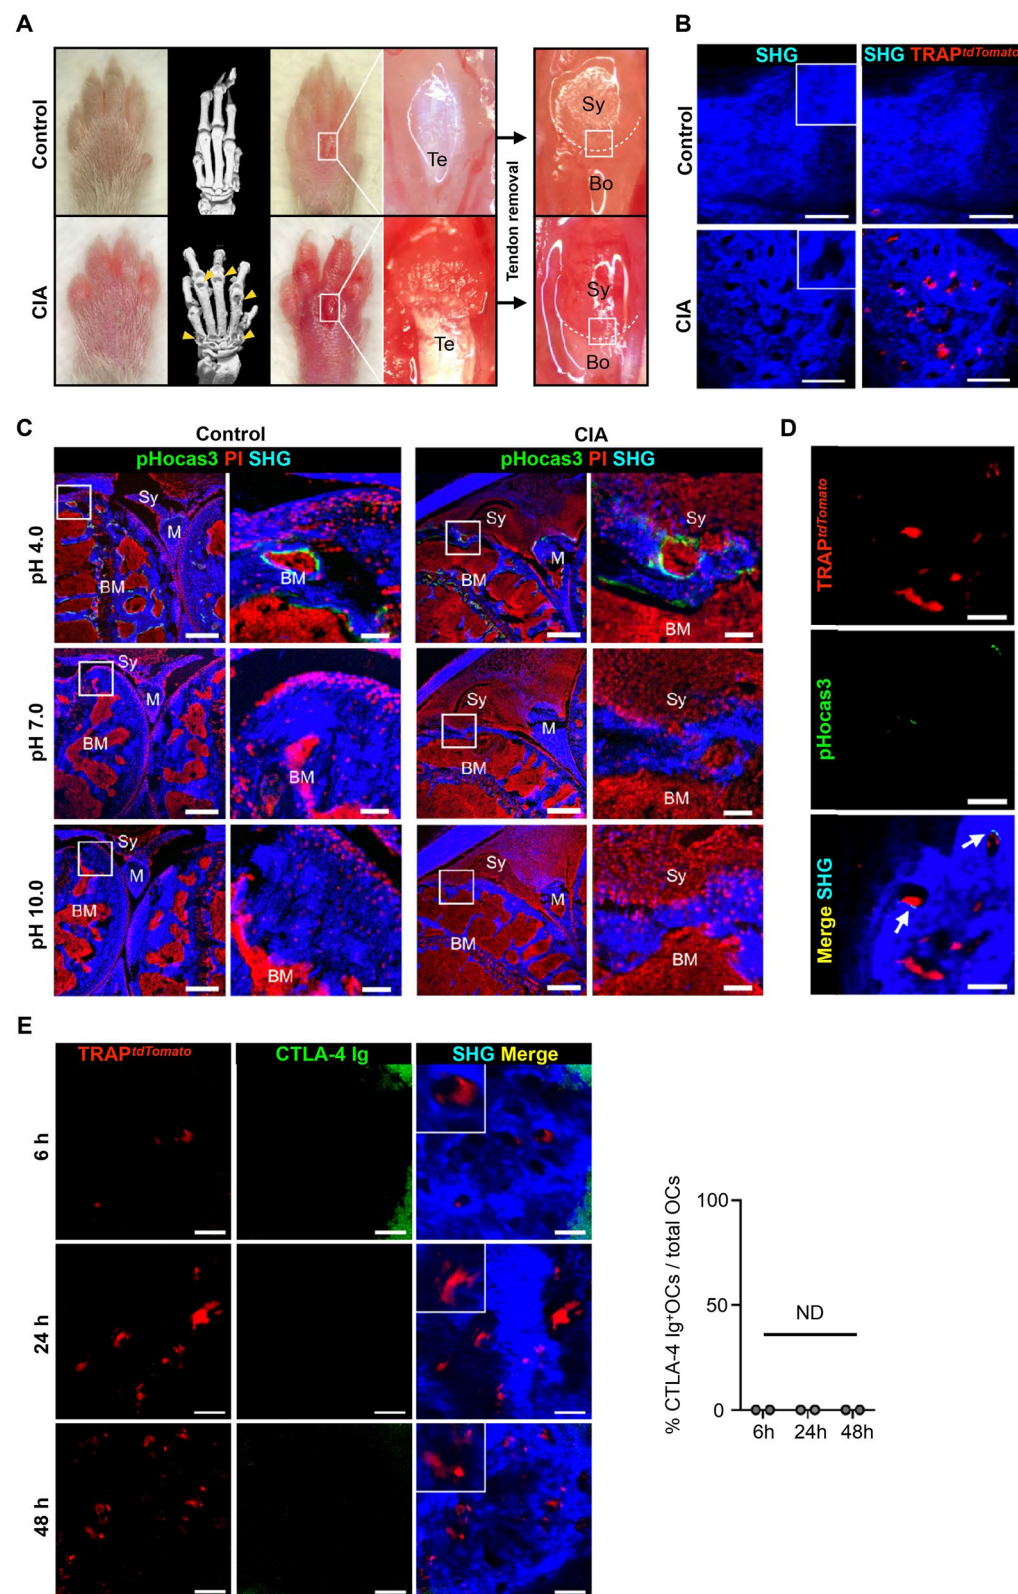 A
Control
CIA
Te
Te
Tendon removal
Sy
Bo
Sy
Bo
B
SHG
SHG TRAPtdTomato
Control
CIA
C
Control
CIA
pHocas3 PI SHG
pHocas3 PI SHG
pH 4.0
Sy
M
BM
BM
Sy
M
BM
Sy
BM
pH 7.0
Sy
M
BM
BM
Sy
M
BM
Sy
BM
pH 10.0
Sy
M
BM
BM
Sy
M
BM
Sy
BM
D
TRAPtdTomato
pHocas3
Merge SHG
E
TRAPtdTomato
CTLA-4 Ig
SHG Merge
6 h
24 h
48 h
% CTLA-4 Ig⁺OCs / total OCs
100
50
0
ND
6h
24h
48h